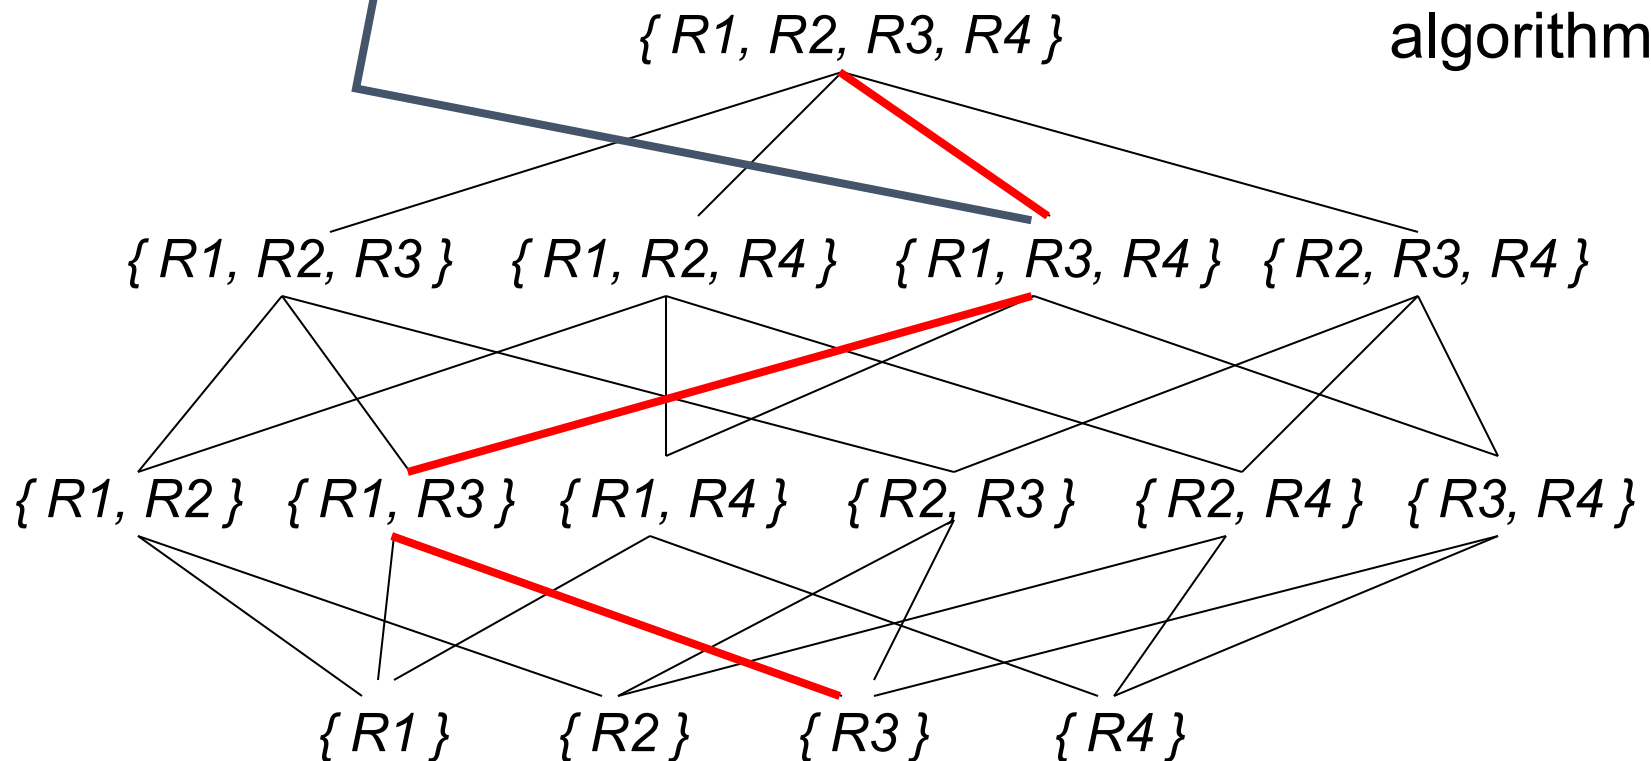 { R1, R2, R3, R4 }
algorithm
{ R1, R2, R3 } { R1, R2, R4 } { R1, R3, R4 } { R2, R3, R4 }
{ R1, R2 } { R1, R3 } { R1, R4 } { R2, R3 } { R2, R4 } { R3, R4 }
{ R1 } { R2 } { R3 } { R4 }